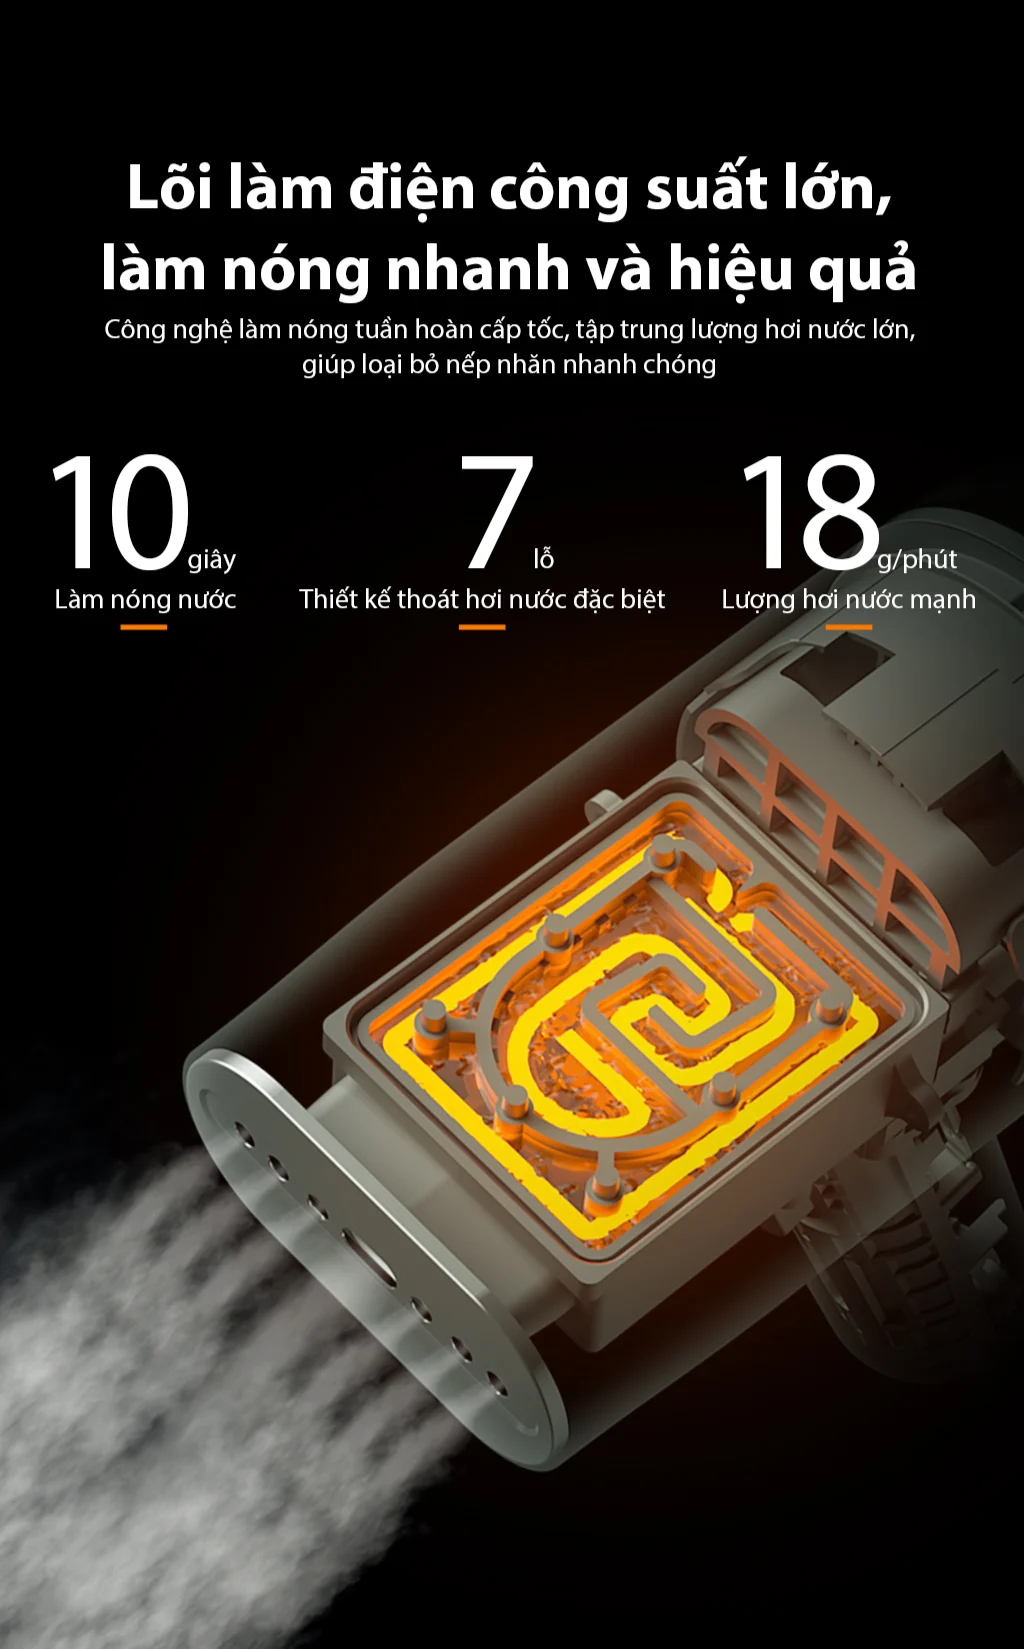 Lõi làm điện công suất lớn,
làm nóng nhanh và hiệu quả
Công nghệ làm nóng tuần hoàn cấp tốc, tập trung lượng hơi nước lớn,
giúp loại bỏ nếp nhăn nhanh chóng
10 giây
Làm nóng nước
7 lỗ
Thiết kế thoát hơi nước đặc biệt
18 g/phút
Lượng hơi nước mạnh